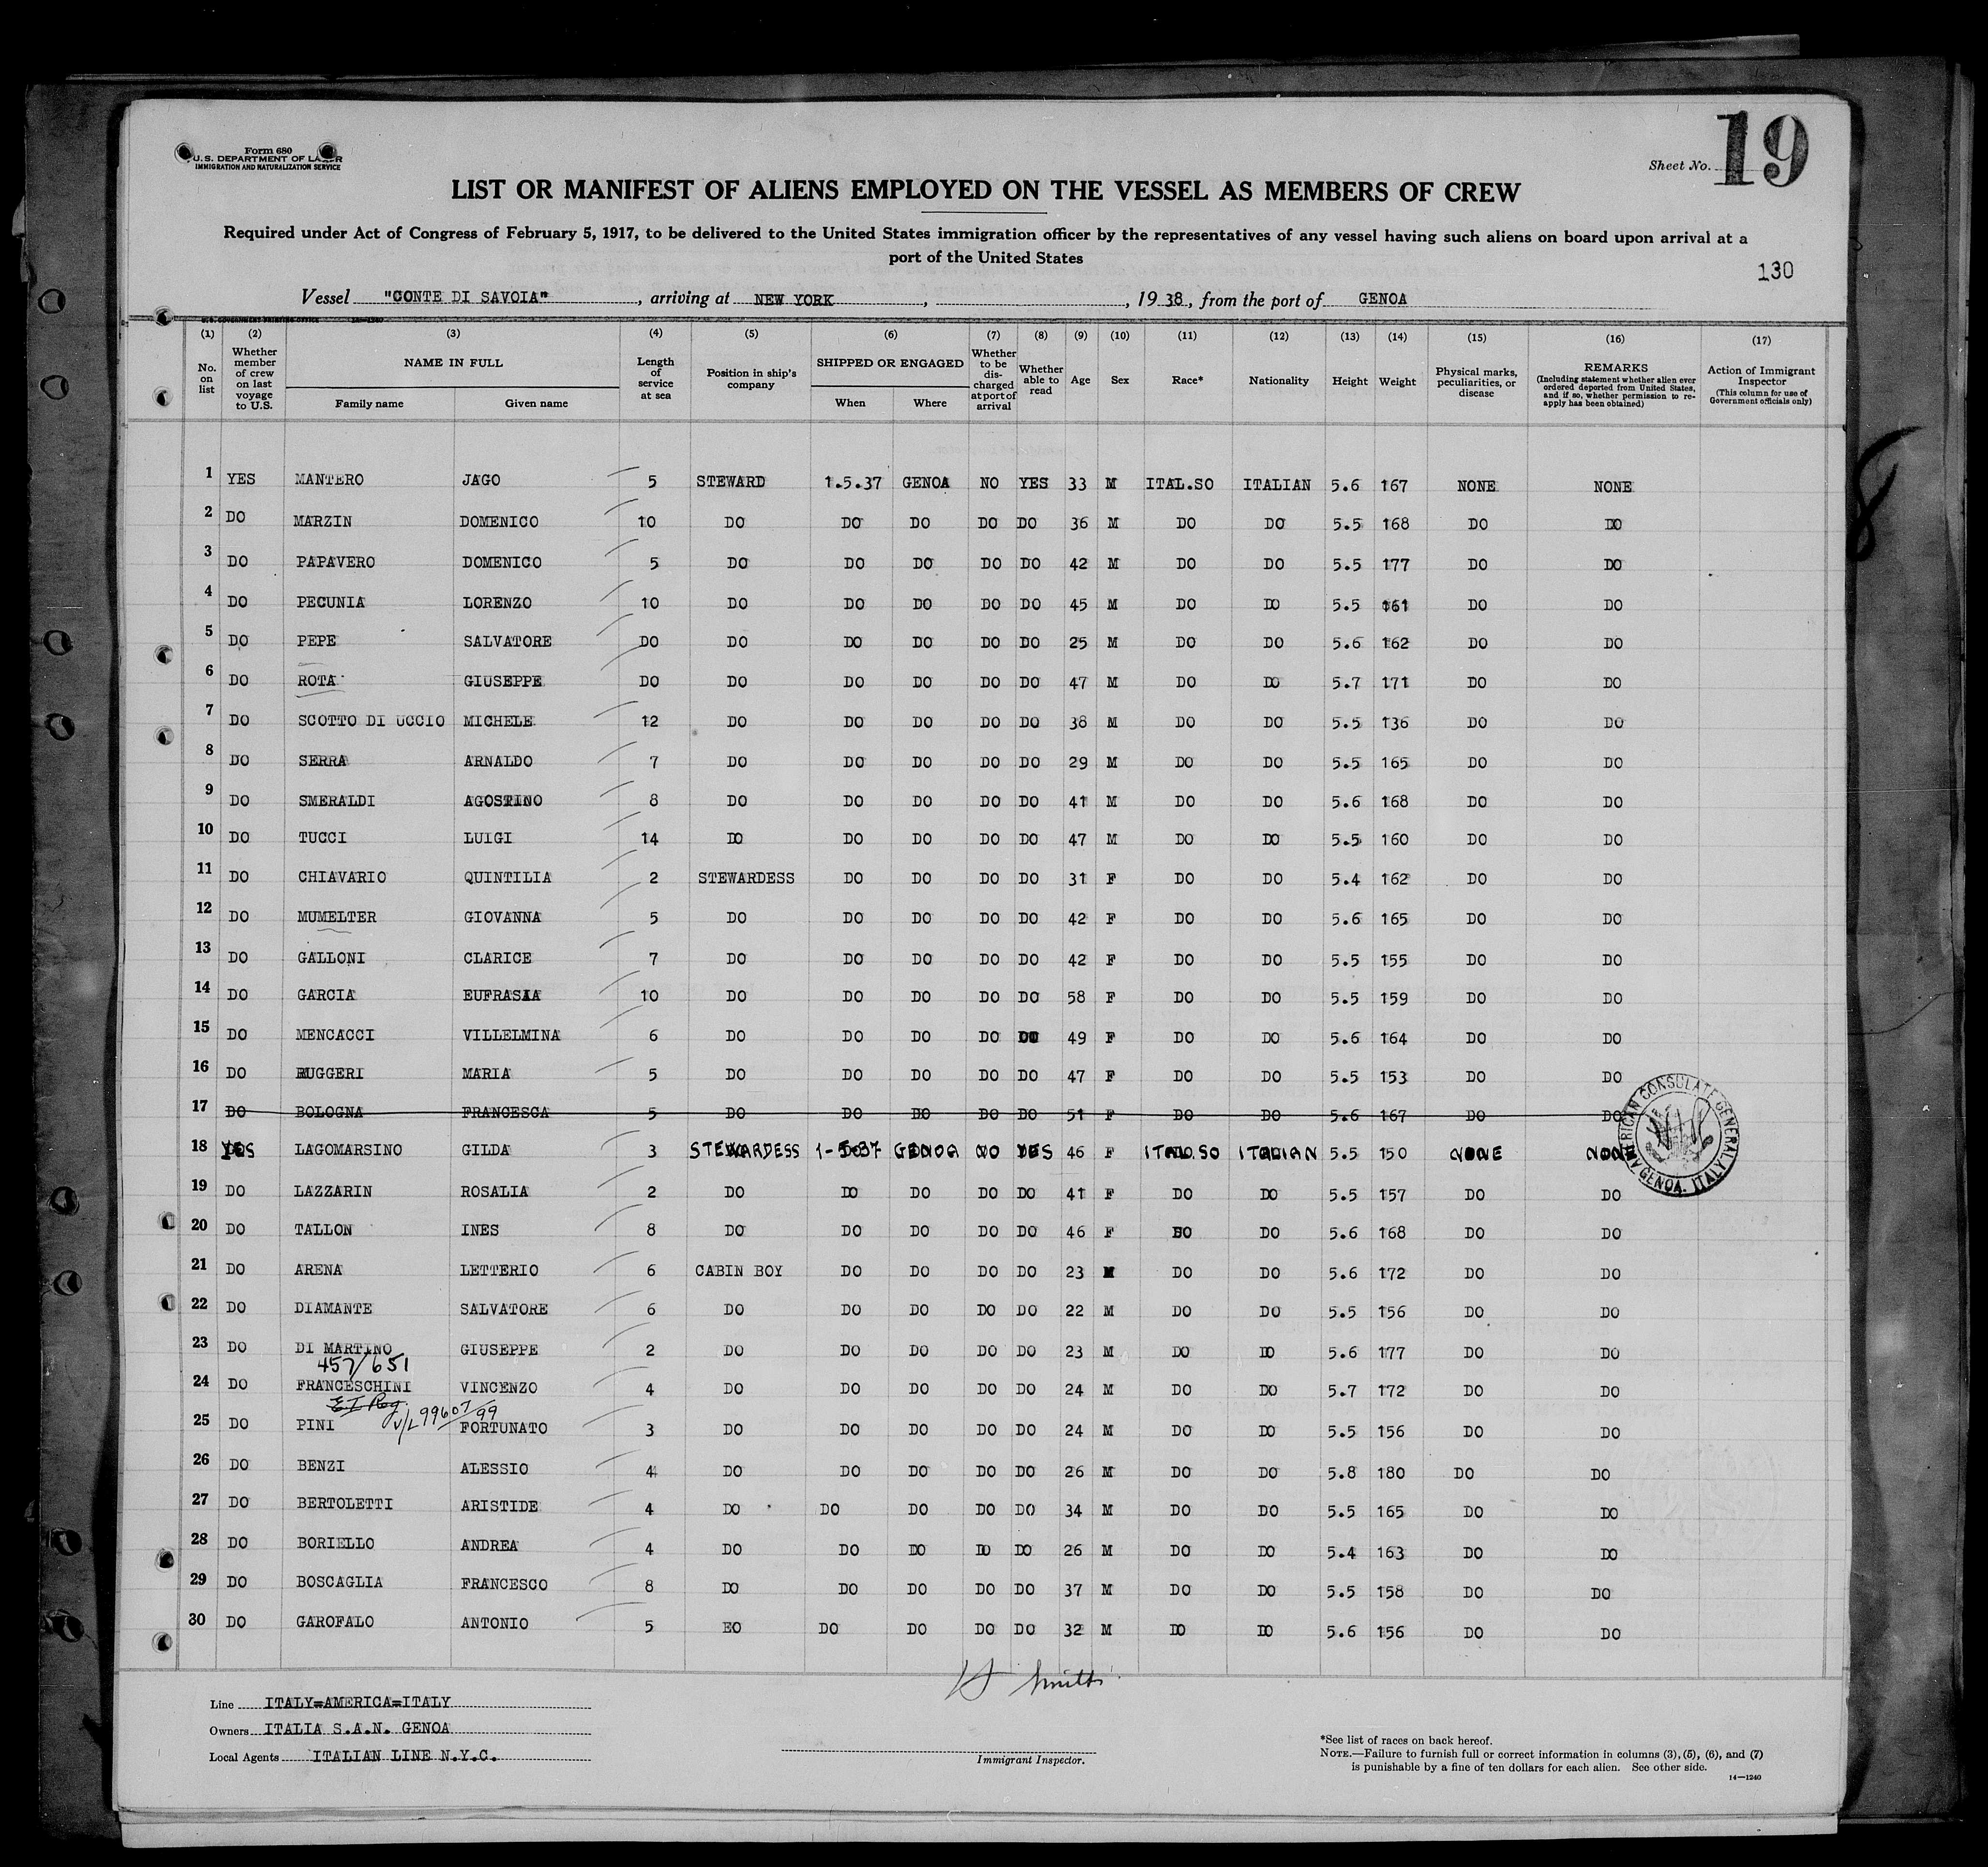 Form 680
U.S. DEPARTMENT OF LABOR
IMMIGRATION AND NATURALIZATION SERVICE
Sheet No. 19
LIST OR MANIFEST OF ALIENS EMPLOYED ON THE VESSEL AS MEMBERS OF CREW
Required under Act of Congress of February 5, 1917, to be delivered to the United States immigration officer by the representatives of any vessel having such aliens on board upon arrival at a
port of the United States
130
Vessel "CONTE DI SAVOIA", arriving at NEW YORK, , 1938, from the port of GENOA
U.S. GOVERNMENT PRINTING OFFICE 14—1240
(1) (2) (3) (4) (5) (6) (7) (8) (9) (10) (11) (12) (13) (14) (15) (16) (17)
No. on list
Whether member of crew on last voyage to U.S.
NAME IN FULL
Family name Given name
Length of service at sea
Position in ship's company
SHIPPED OR ENGAGED
When Where
Whether to be discharged at port of arrival
Whether able to read
Age
Sex
Race*
Nationality
Height
Weight
Physical marks, peculiarities, or disease
REMARKS
(Including statement whether alien ever ordered deported from United States, and if so, whether permission to reapply has been obtained)
Action of Immigrant Inspector
(This column for use of Government officials only)
1 YES MANTERO JAGO 5 STEWARD 1.5.37 GENOA NO YES 33 M ITAL.SO ITALIAN 5.6 167 NONE NONE
2 DO MARZIN DOMENICO 10 DO DO DO DO DO 36 M DO DO 5.5 168 DO DO
3 DO PAPAVERO DOMENICO 5 DO DO DO DO DO 42 M DO DO 5.5 177 DO DO
4 DO PECUNIA LORENZO 10 DO DO DO DO DO 45 M DO DO 5.5 161 DO DO
5 DO PEPE SALVATORE DO DO DO DO DO DO 25 M DO DO 5.6 162 DO DO
6 DO ROTA GIUSEPPE DO DO DO DO DO DO 47 M DO DO 5.7 171 DO DO
7 DO SCOTTO DI UCCIO MICHELE 12 DO DO DO DO DO 38 M DO DO 5.5 136 DO DO
8 DO SERRA ARNALDO 7 DO DO DO DO DO 29 M DO DO 5.5 165 DO DO
9 DO SMERALDI AGOSTINO 8 DO DO DO DO DO 41 M DO DO 5.6 168 DO DO
10 DO TUCCI LUIGI 14 DO DO DO DO DO 47 M DO DO 5.5 160 DO DO
11 DO CHIAVARIO QUINTILIA 2 STEWARDESS DO DO DO DO 31 F DO DO 5.4 162 DO DO
12 DO MUMELTER GIOVANNA 5 DO DO DO DO DO 42 F DO DO 5.6 165 DO DO
13 DO GALLONI CLARICE 7 DO DO DO DO DO 42 F DO DO 5.5 155 DO DO
14 DO GARCIA EUFRASIA 10 DO DO DO DO DO 58 F DO DO 5.5 159 DO DO
15 DO MENCACCI VILLELMINA 6 DO DO DO DO DO 49 F DO DO 5.6 164 DO DO
16 DO RUGGERI MARIA 5 DO DO DO DO DO 47 F DO DO 5.5 153 DO DO
17 DO BOLOGNA FRANCESCA 5 DO DO DO DO DO 51 F DO DO 5.6 167 DO DO
18 YES LAGOMARSINO GILDA 3 STEWARDESS 1-5-37 GENOA NO YES 46 F ITAL.SO ITALIAN 5.5 150 NONE NONE
AMERICAN CONSULATE GENERAL GENOA, ITALY
19 DO LAZZARIN ROSALIA 2 DO DO DO DO DO 41 F DO DO 5.5 157 DO DO
20 DO TALLON INES 8 DO DO DO DO DO 46 F DO DO 5.6 168 DO DO
21 DO ARENA LETTERIO 6 CABIN BOY DO DO DO DO 23 M DO DO 5.6 172 DO DO
22 DO DIAMANTE SALVATORE 6 DO DO DO DO DO 22 M DO DO 5.5 156 DO DO
23 DO DI MARTINO GIUSEPPE 2 DO DO DO DO DO 23 M DO DO 5.6 177 DO DO
457/651
24 DO FRANCESCHINI VINCENZO 4 DO DO DO DO DO 24 M DO DO 5.7 172 DO DO
V/L 99607/99
25 DO PINI FORTUNATO 3 DO DO DO DO DO 24 M DO DO 5.5 156 DO DO
26 DO BENZI ALESSIO 4 DO DO DO DO DO 26 M DO DO 5.8 180 DO DO
27 DO BERTOLETTI ARISTIDE 4 DO DO DO DO DO 34 M DO DO 5.5 165 DO DO
28 DO BORIELLO ANDREA 4 DO DO DO DO DO 26 M DO DO 5.4 163 DO DO
29 DO BOSCAGLIA FRANCESCO 8 DO DO DO DO DO 37 M DO DO 5.5 158 DO DO
30 DO GAROFALO ANTONIO 5 EO DO DO DO DO 32 M DO DO 5.6 156 DO DO
Smith
Line ITALY=AMERICA=ITALY
Owners ITALIA S.A.N. GENOA
Local Agents ITALIAN LINE N.Y.C.
Immigrant Inspector.
*See list of races on back hereof.
NOTE.—Failure to furnish full or correct information in columns (3), (5), (6), and (7)
is punishable by a fine of ten dollars for each alien. See other side.
14—1240
8